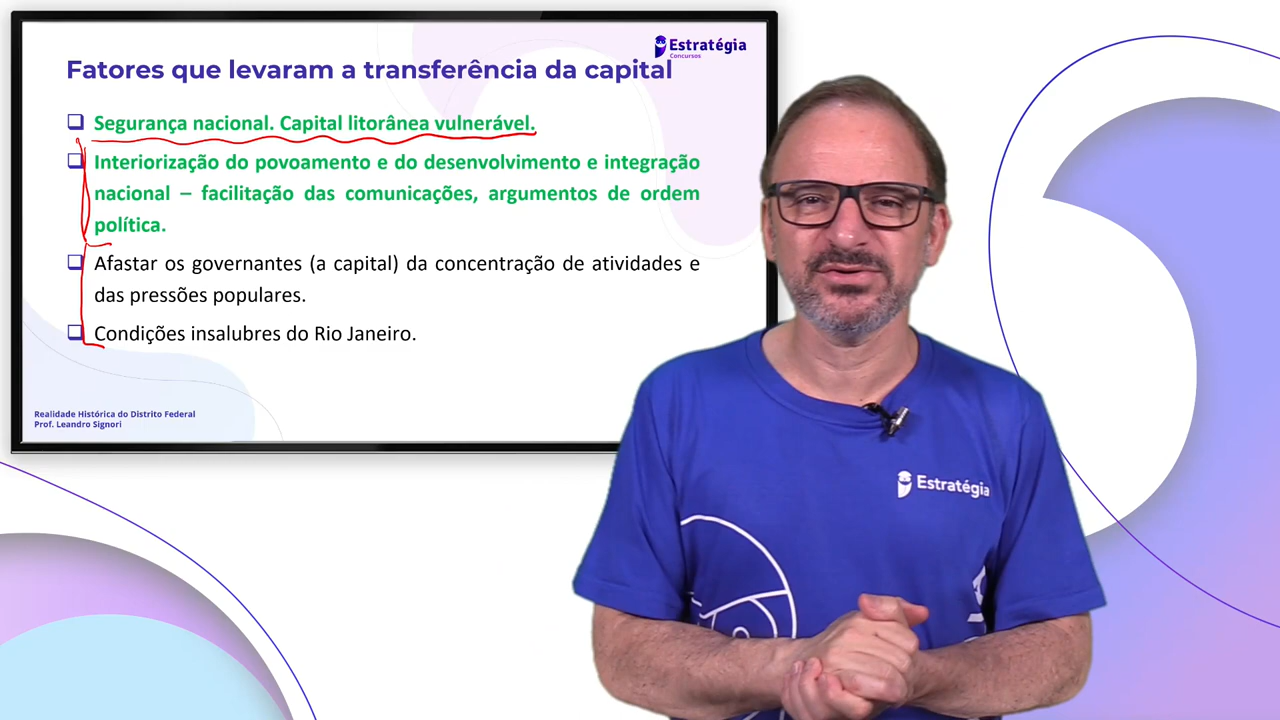 Estratégia
Concursos
Fatores que levaram a transferência da capital
Segurança nacional. Capital litorânea vulnerável.
Interiorização do povoamento e do desenvolvimento e integração
nacional – facilitação das comunicações, argumentos de ordem
política.
Afastar os governantes (a capital) da concentração de atividades e
das pressões populares.
Condições insalubres do Rio Janeiro.
Realidade Histórica do Distrito Federal
Prof. Leandro Signori
Estratégia